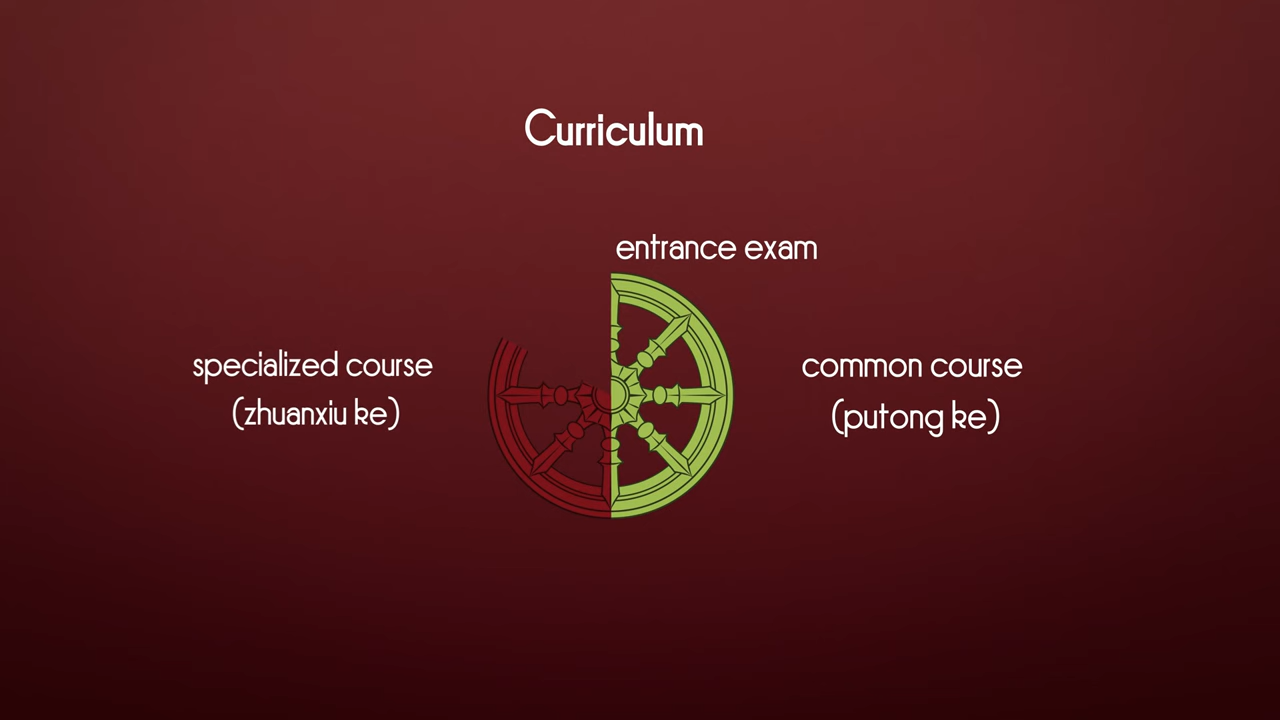 Curriculum
entrance exam
specialized course
(zhuanxiu ke)
common course
(putong ke)